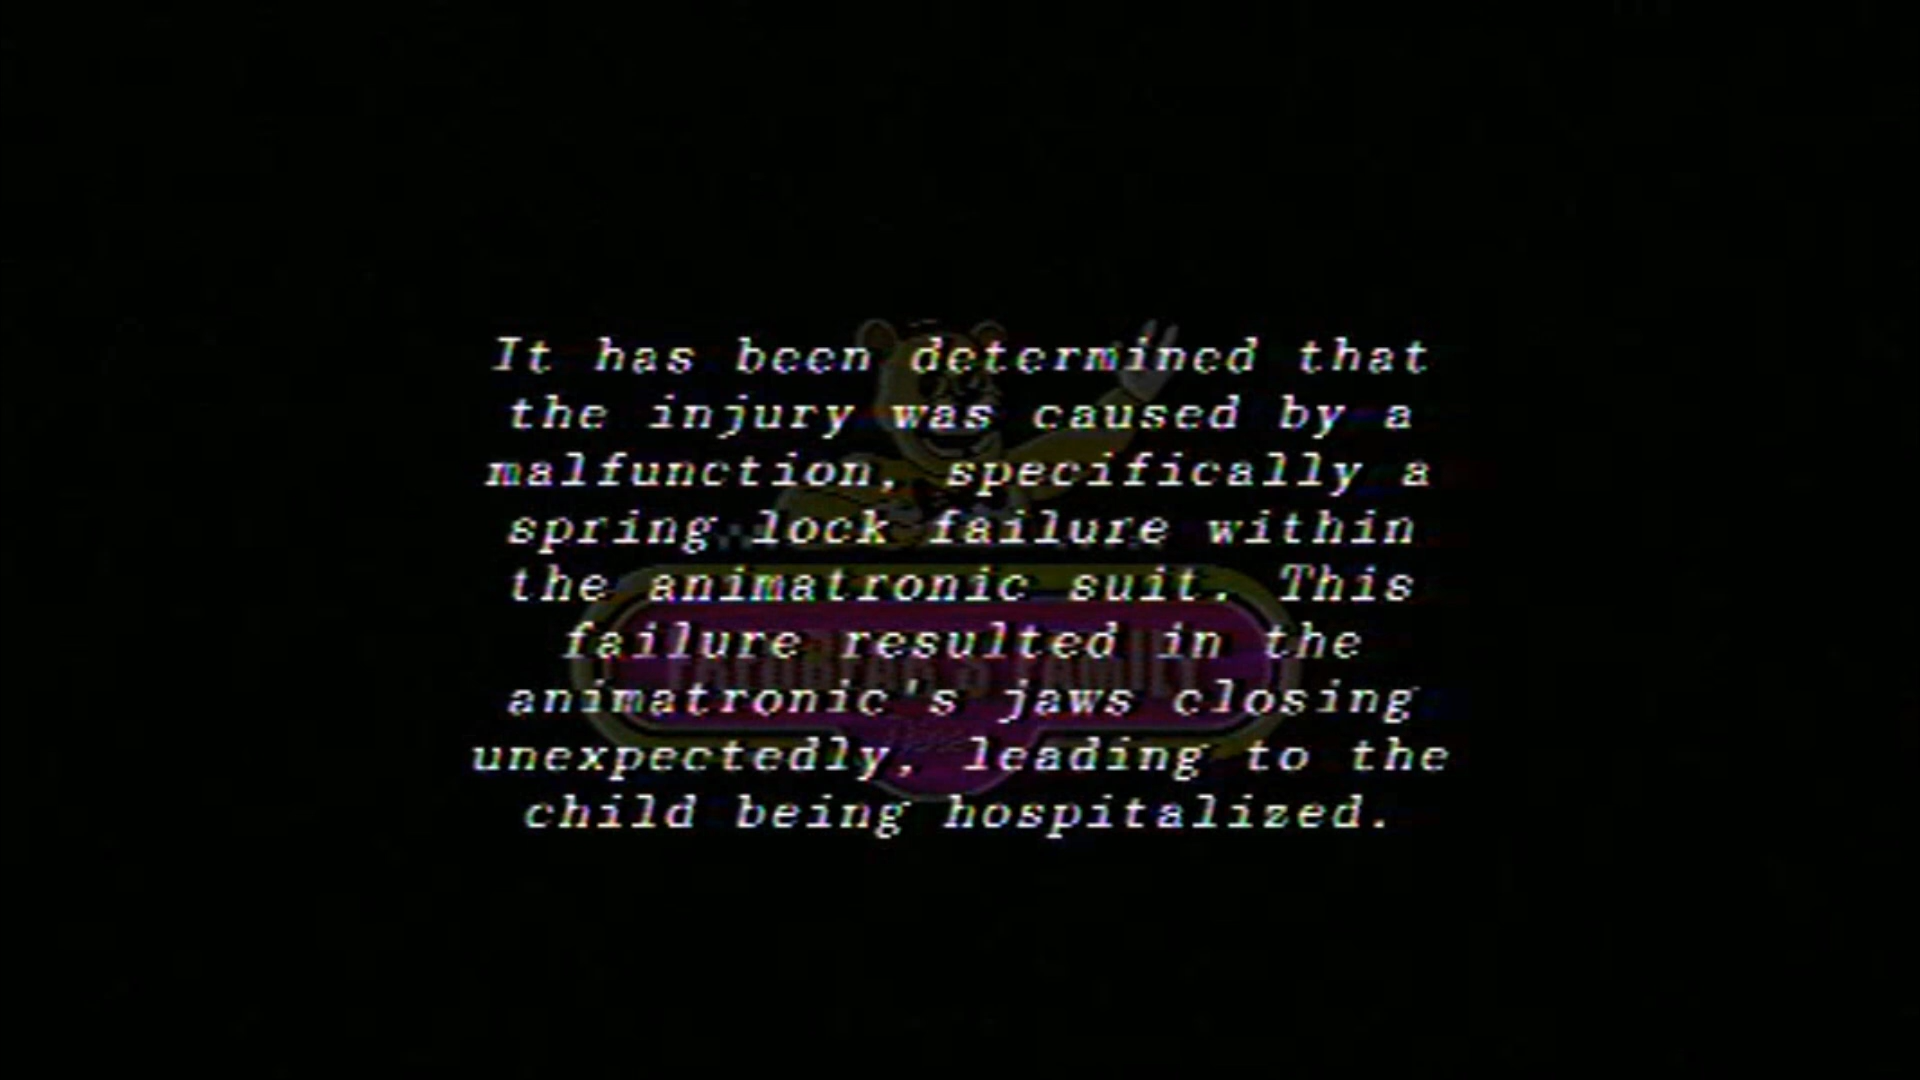 It has been determined that
the injury was caused by a
malfunction, specifically a
spring lock failure within
the animatronic suit. This
failure resulted in the
animatronic's jaws closing
unexpectedly, leading to the
child being hospitalized.